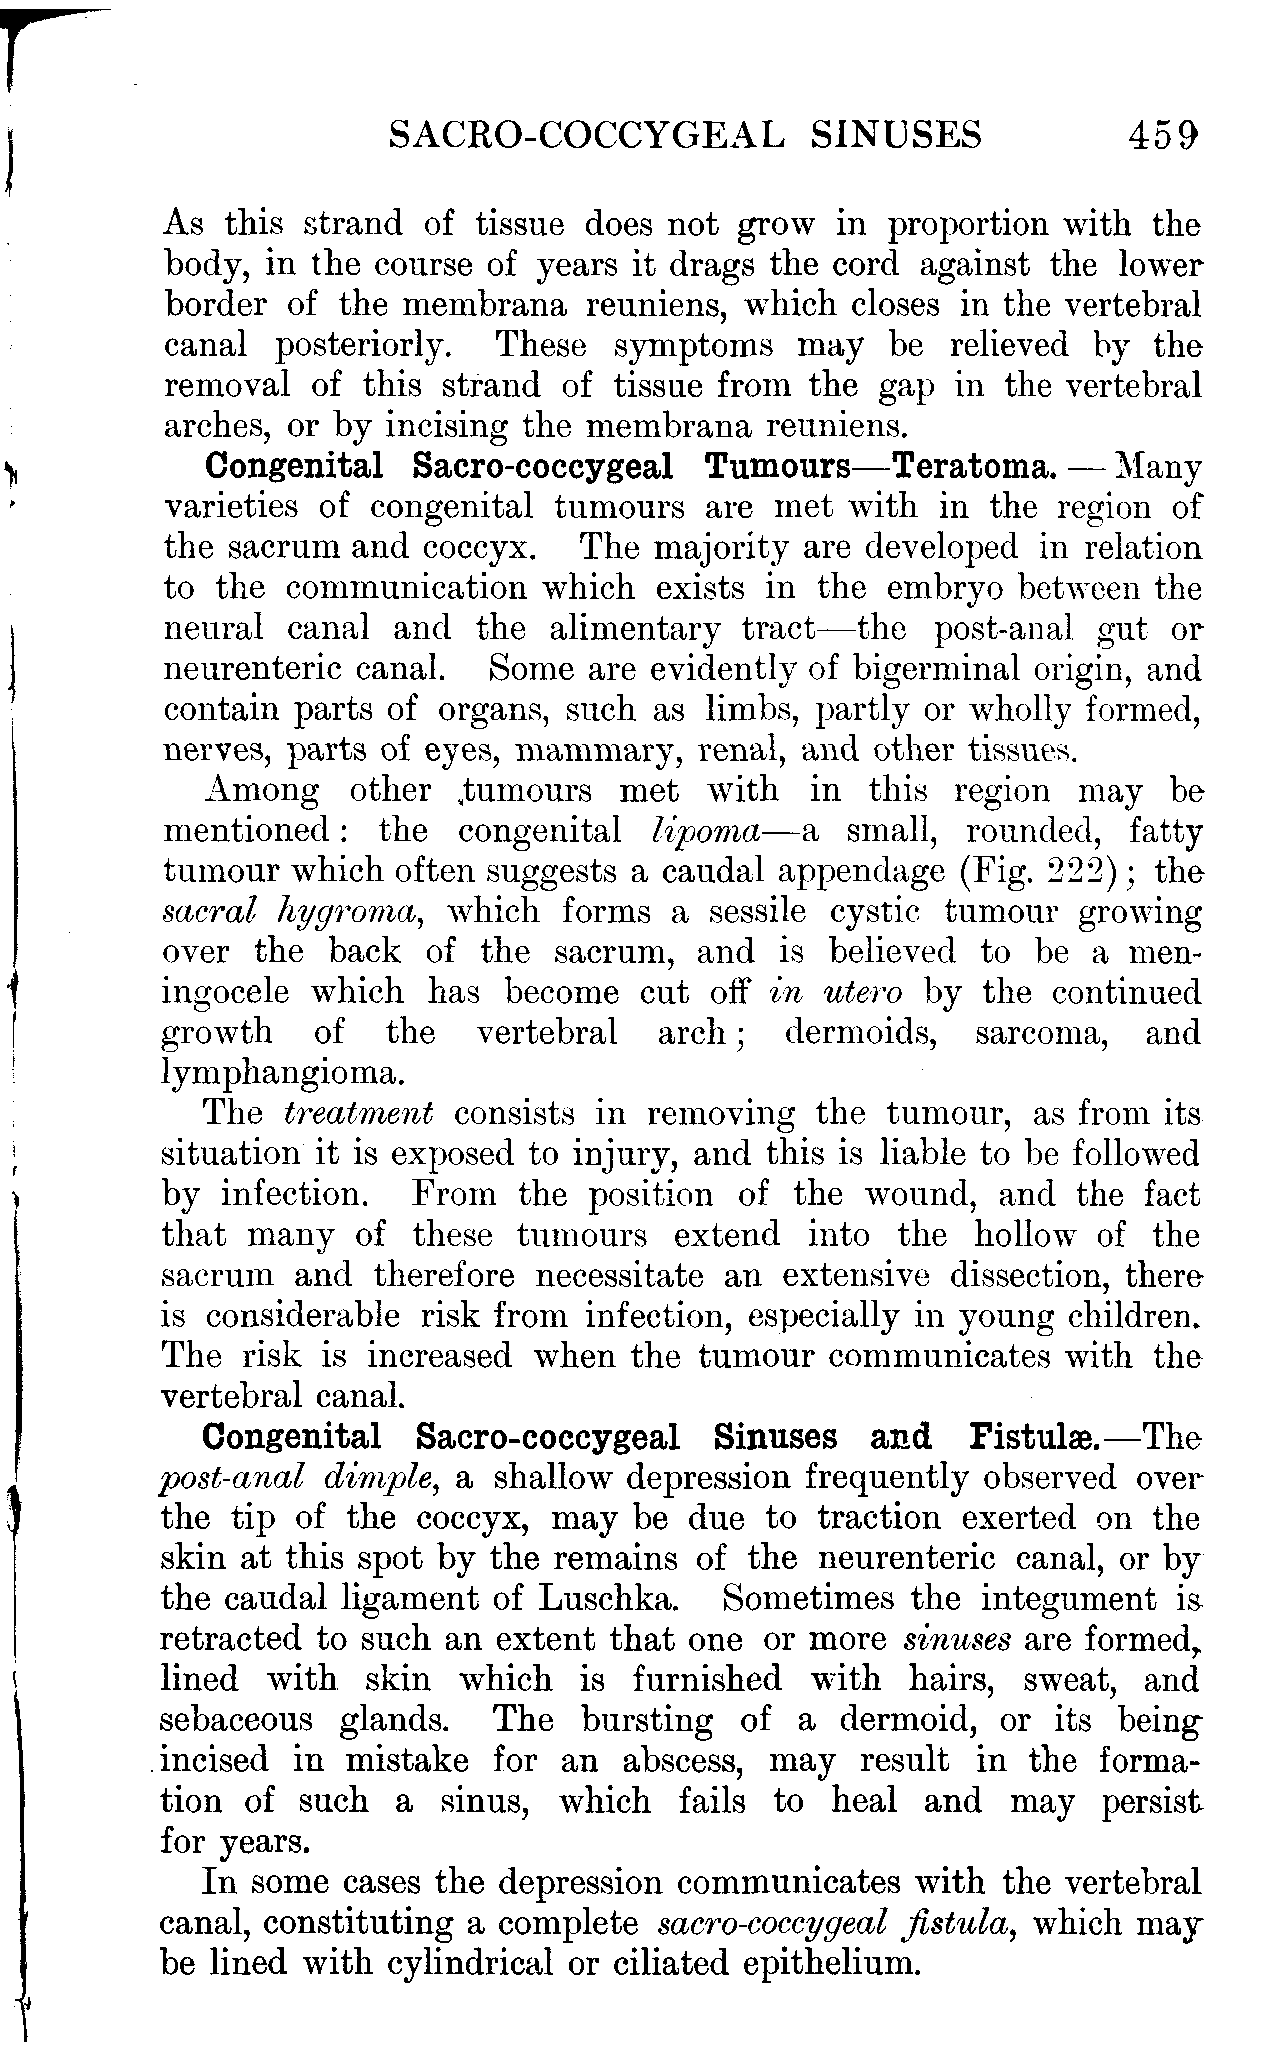 SACRO-COCCYGEAL SINUSES 459
As this strand of tissue does not grow in proportion with the
body, in the course of years it drags the cord against the lower
border of the membrana reuniens, which closes in the vertebral
canal posteriorly. These symptoms may be relieved by the
removal of this strand of tissue from the gap in the vertebral
arches, or by incising the membrana reuniens.
Congenital Sacro-coccygeal Tumours—Teratoma. — Many
varieties of congenital tumours are met with in the region of
the sacrum and coccyx. The majority are developed in relation
to the communication which exists in the embryo between the
neural canal and the alimentary tract—the post-anal gut or
neurenteric canal. Some are evidently of bigerminal origin, and
contain parts of organs, such as limbs, partly or wholly formed,
nerves, parts of eyes, mammary, renal, and other tissues.
Among other tumours met with in this region may be
mentioned : the congenital lipoma—a small, rounded, fatty
tumour which often suggests a caudal appendage (Fig. 222) ; the
sacral hygroma, which forms a sessile cystic tumour growing
over the back of the sacrum, and is believed to be a men-
ingocele which has become cut off in utero by the continued
growth of the vertebral arch ; dermoids, sarcoma, and
lymphangioma.
The treatment consists in removing the tumour, as from its
situation it is exposed to injury, and this is liable to be followed
by infection. From the position of the wound, and the fact
that many of these tumours extend into the hollow of the
sacrum and therefore necessitate an extensive dissection, there
is considerable risk from infection, especially in young children.
The risk is increased when the tumour communicates with the
vertebral canal.
Congenital Sacro-coccygeal Sinuses and Fistulæ.—The
post-anal dimple, a shallow depression frequently observed over
the tip of the coccyx, may be due to traction exerted on the
skin at this spot by the remains of the neurenteric canal, or by
the caudal ligament of Luschka. Sometimes the integument is
retracted to such an extent that one or more sinuses are formed,
lined with skin which is furnished with hairs, sweat, and
sebaceous glands. The bursting of a dermoid, or its being
incised in mistake for an abscess, may result in the forma-
tion of such a sinus, which fails to heal and may persist
for years.
In some cases the depression communicates with the vertebral
canal, constituting a complete sacro-coccygeal fistula, which may
be lined with cylindrical or ciliated epithelium.